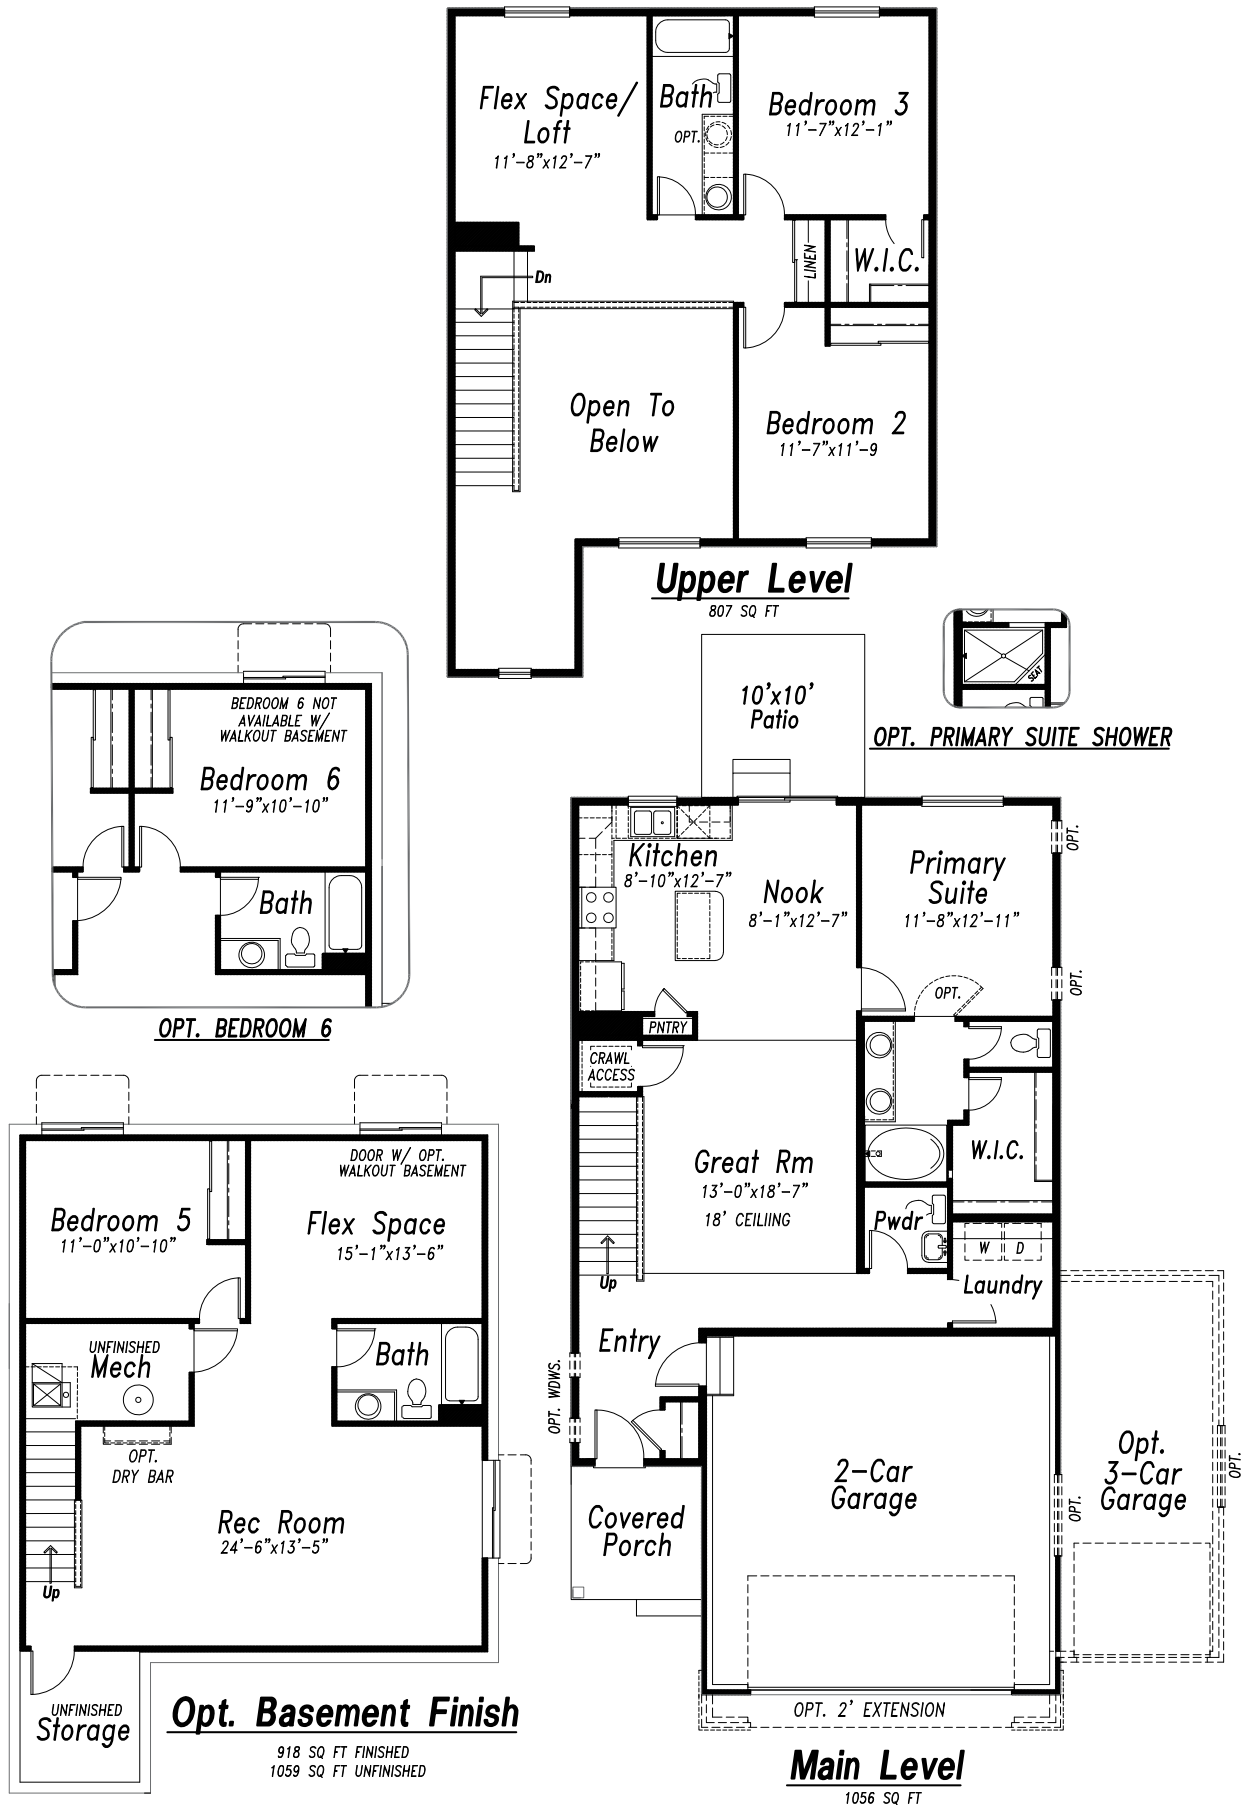 Flex Space/
Loft
11'-8"x12'-7"
Bath
OPT.
Bedroom 3
11'-7"x12'-1"
LINEN
W.I.C.
Dn
Open To
Below
Bedroom 2
11'-7"x11'-9
Upper Level
807 SQ FT
SEAT
OPT. PRIMARY SUITE SHOWER
BEDROOM 6 NOT
AVAILABLE W/
WALKOUT BASEMENT
Bedroom 6
11'-9"x10'-10"
Bath
OPT. BEDROOM 6
10'x10'
Patio
Kitchen
8'-10"x12'-7"
Nook
8'-1"x12'-7"
Primary
Suite
11'-8"x12'-11"
OPT.
OPT.
OPT.
PNTRY
CRAWL
ACCESS
Great Rm
13'-0"x18'-7"
18' CEILIING
W.I.C.
Pwdr
W
D
Laundry
Up
Entry
OPT. WDWS.
2-Car
Garage
OPT.
Opt.
3-Car
Garage
OPT.
Covered
Porch
OPT. 2' EXTENSION
Main Level
1056 SQ FT
DOOR W/ OPT.
WALKOUT BASEMENT
Bedroom 5
11'-0"x10'-10"
Flex Space
15'-1"x13'-6"
UNFINISHED
Mech
Bath
OPT.
DRY BAR
Rec Room
24'-6"x13'-5"
Up
UNFINISHED
Storage
Opt. Basement Finish
918 SQ FT FINISHED
1059 SQ FT UNFINISHED